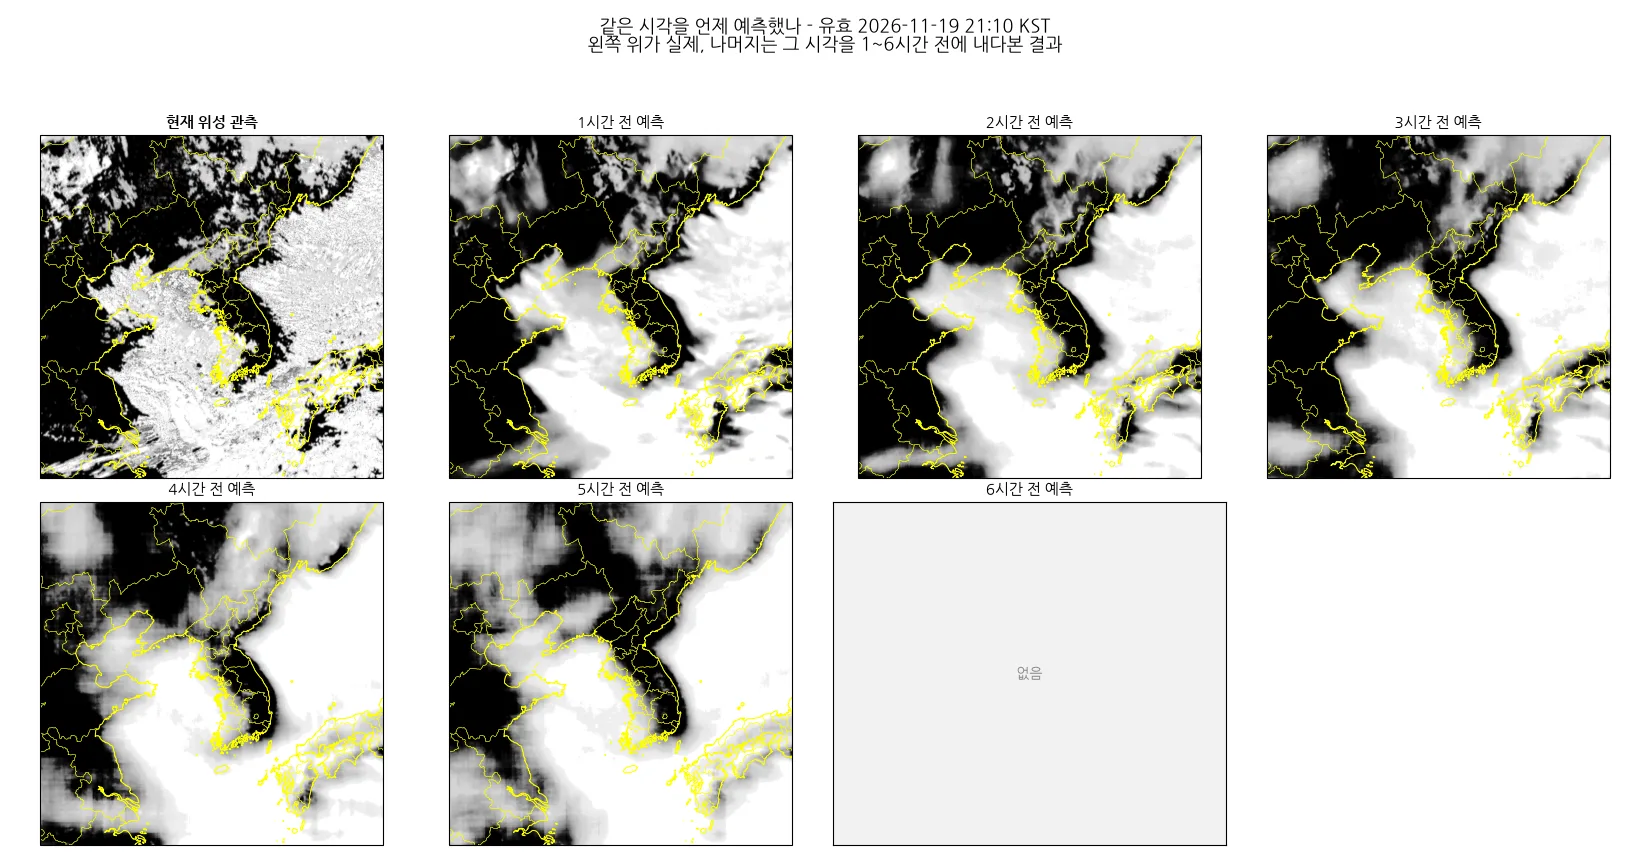 같은 시각을 언제 예측했나 - 유효 2026-11-19 21:10 KST
왼쪽 위가 실제, 나머지는 그 시각을 1~6시간 전에 내다본 결과
현재 위성 관측
1시간 전 예측
2시간 전 예측
3시간 전 예측
4시간 전 예측
5시간 전 예측
6시간 전 예측
없음